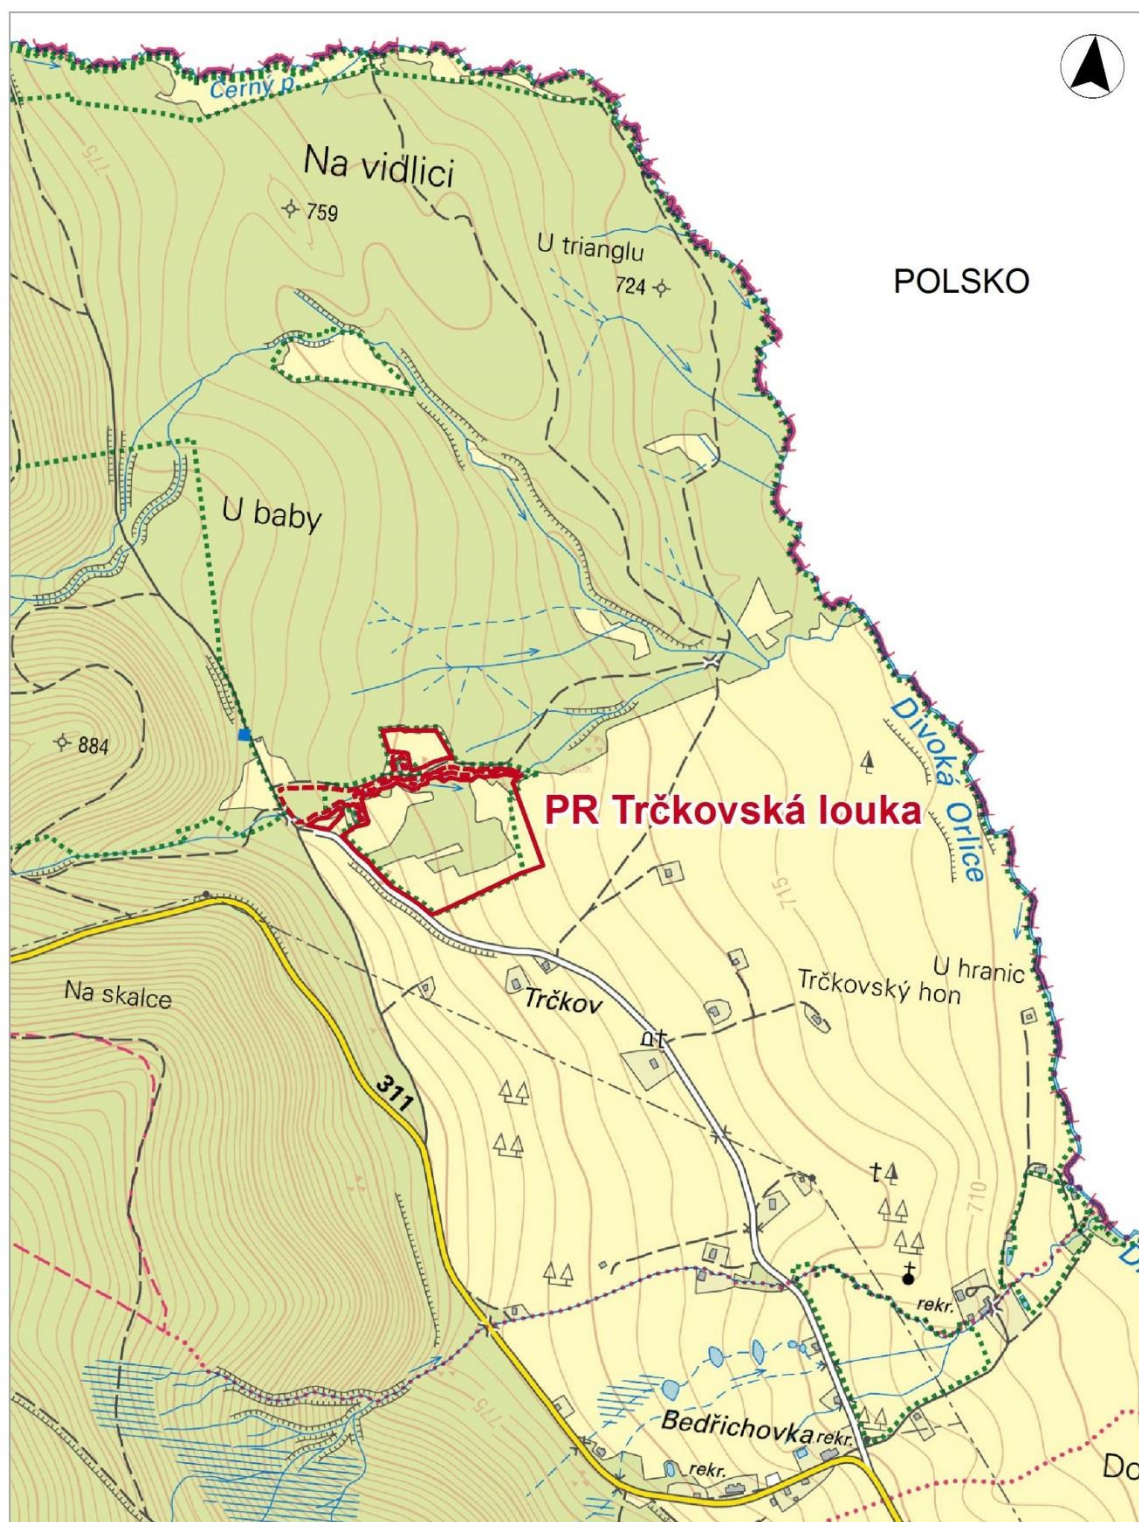 Černý p.
775
Na vidlici
759
U trianglu
724
POLSKO
U baby
884
Divoká Orlice
PR Trčkovská louka
715
U hranic
Trčkovský hon
Na skalce
Trčkov
311
710
rekr.
775
Bedřichovka
rekr.
rekr.
Do